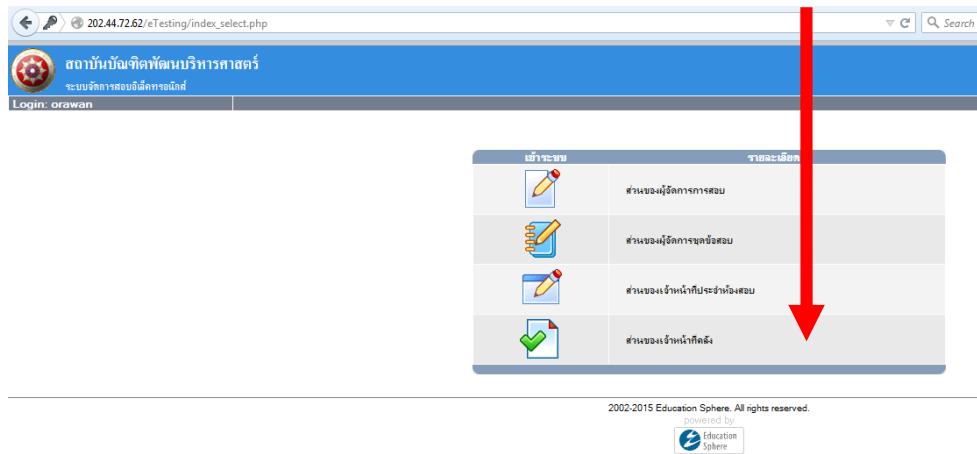 202.44.72.62/eTesting/index_select.php
Search
สถาบันบัณฑิตพัฒนบริหารศาสตร์
ระบบจัดการสอบอิเล็คทรอนิกส์
Login: orawan
เข้าระบบ รายละเอียด
ส่วนของผู้จัดการการสอบ
ส่วนของผู้จัดการชุดข้อสอบ
ส่วนของเจ้าหน้าที่ประจำห้องสอบ
ส่วนของเจ้าหน้าที่คลัง
2002-2015 Education Sphere. All rights reserved.
powered by
Education
Sphere